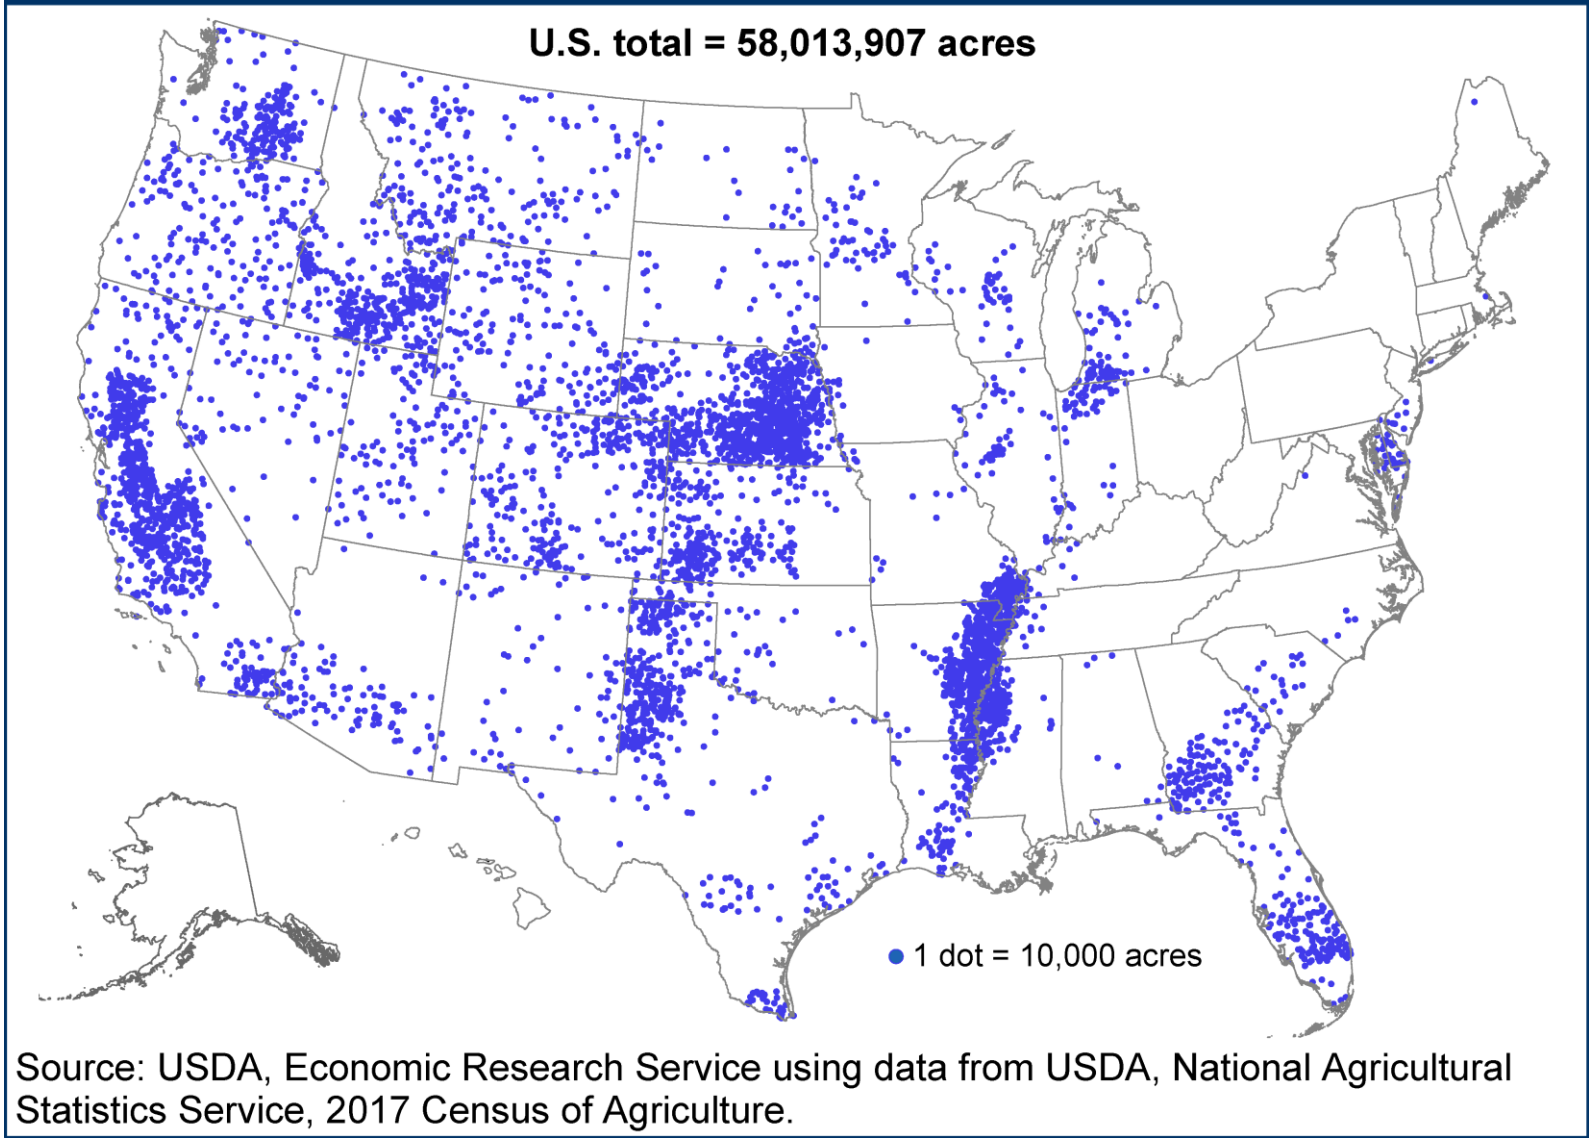 U.S. total = 58,013,907 acres
1 dot = 10,000 acres
Source: USDA, Economic Research Service using data from USDA, National Agricultural
Statistics Service, 2017 Census of Agriculture.